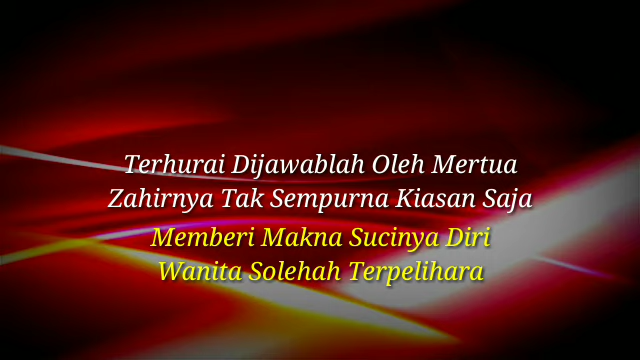 Terhurai Dijawablah Oleh Mertua
Zahirnya Tak Sempurna Kiasan Saja
Memberi Makna Sucinya Diri
Wanita Solehah Terpelihara